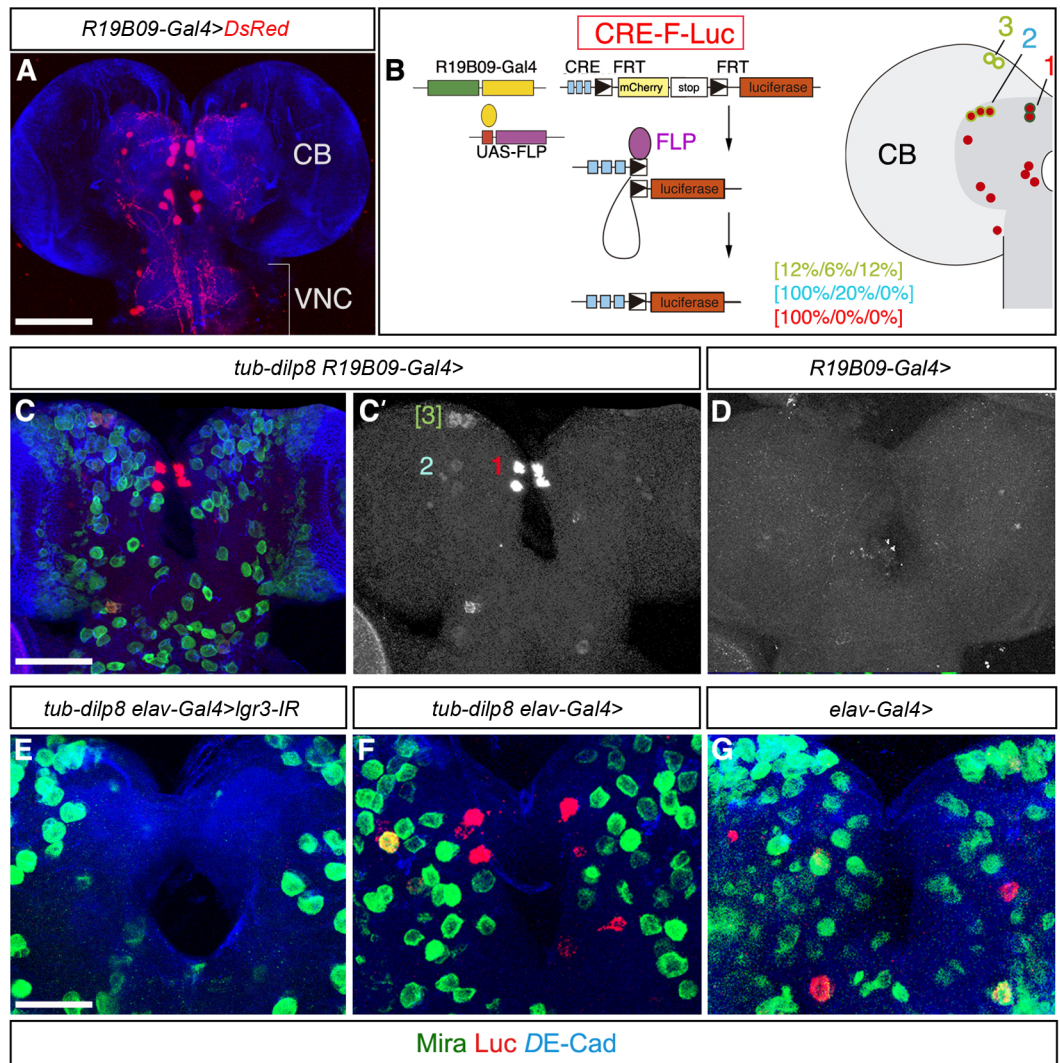 R19B09-Gal4>DsRed
A
CB
VNC
CRE-F-Luc
B
R19B09-Gal4
CRE FRT FRT
mCherry stop luciferase
UAS-FLP
FLP
luciferase
luciferase
3
2
1
CB
[12%/6%/12%]
[100%/20%/0%]
[100%/0%/0%]
tub-dilp8 R19B09-Gal4>
R19B09-Gal4>
C
C′
[3]
2
1
D
tub-dilp8 elav-Gal4>lgr3-IR
tub-dilp8 elav-Gal4>
elav-Gal4>
E
F
G
Mira Luc DE-Cad